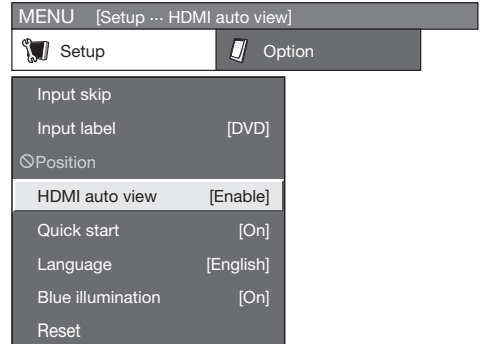 MENU [Setup ··· HDMI auto view]
Setup Option
Input skip
Input label [DVD]
Position
HDMI auto view [Enable]
Quick start [On]
Language [English]
Blue illumination [On]
Reset